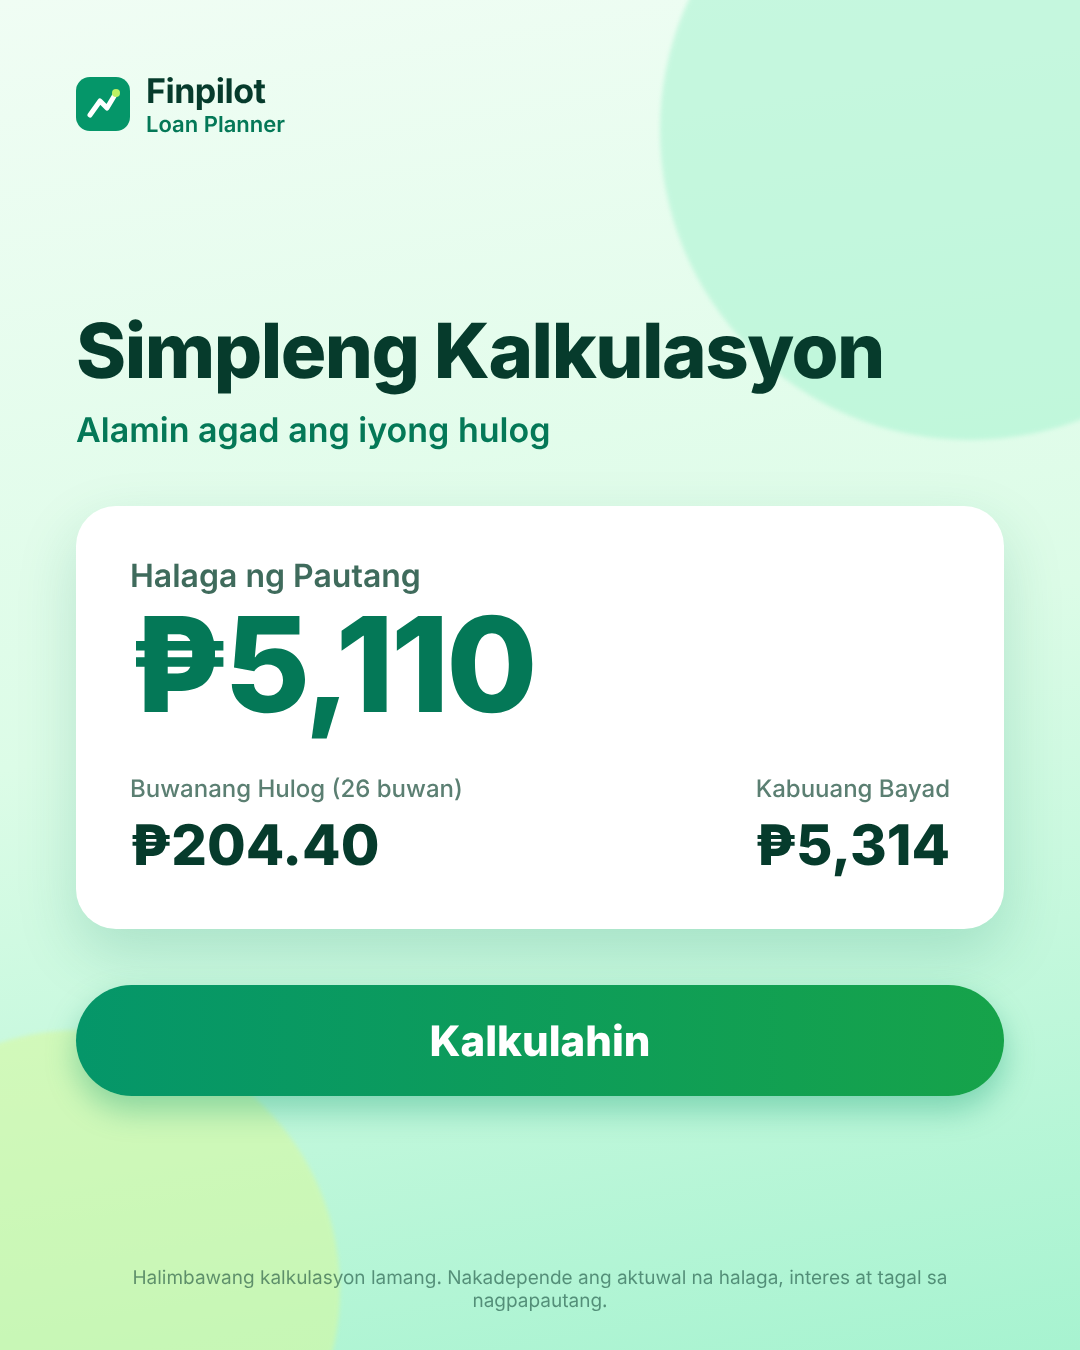 Finpilot
Loan Planner
Simpleng Kalkulasyon
Alamin agad ang iyong hulog
Halaga ng Pautang
₱5,110
Buwanang Hulog (26 buwan)
₱204.40
Kabuuang Bayad
₱5,314
Kalkulahin
Halimbawang kalkulasyon lamang. Nakadepende ang aktuwal na halaga, interes at tagal sa
nagpapautang.